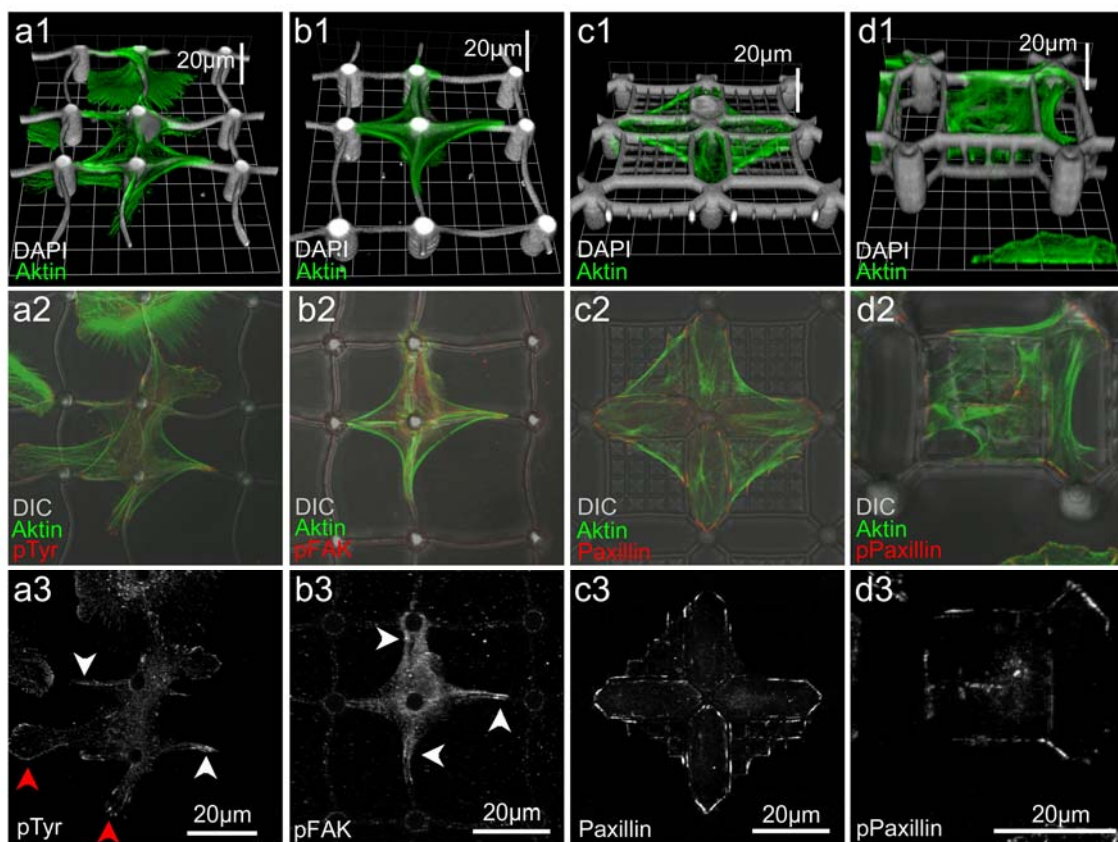 a1
20µm
DAPI
Aktin
b1
20µm
DAPI
Aktin
c1
20µm
DAPI
Aktin
d1
20µm
DAPI
Aktin
a2
DIC
Aktin
pTyr
b2
DIC
Aktin
pFAK
c2
DIC
Aktin
Paxillin
d2
DIC
Aktin
pPaxillin
a3
pTyr
20µm
b3
pFAK
20µm
c3
Paxillin
20µm
d3
pPaxillin
20µm